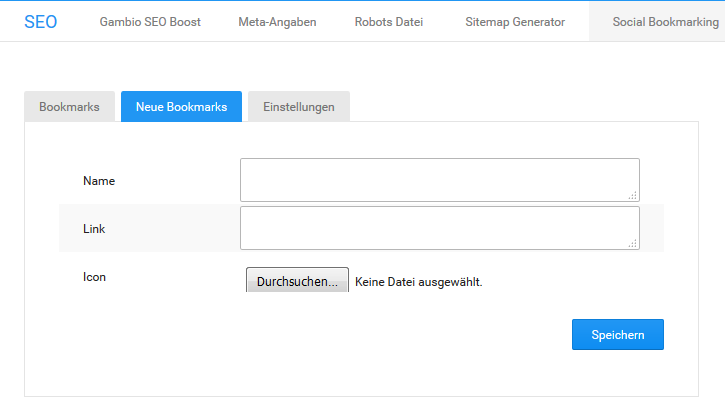 SEO Gambio SEO Boost Meta-Angaben Robots Datei Sitemap Generator Social Bookmarking
Bookmarks Neue Bookmarks Einstellungen
Name
Link
Icon Durchsuchen... Keine Datei ausgewählt.
Speichern